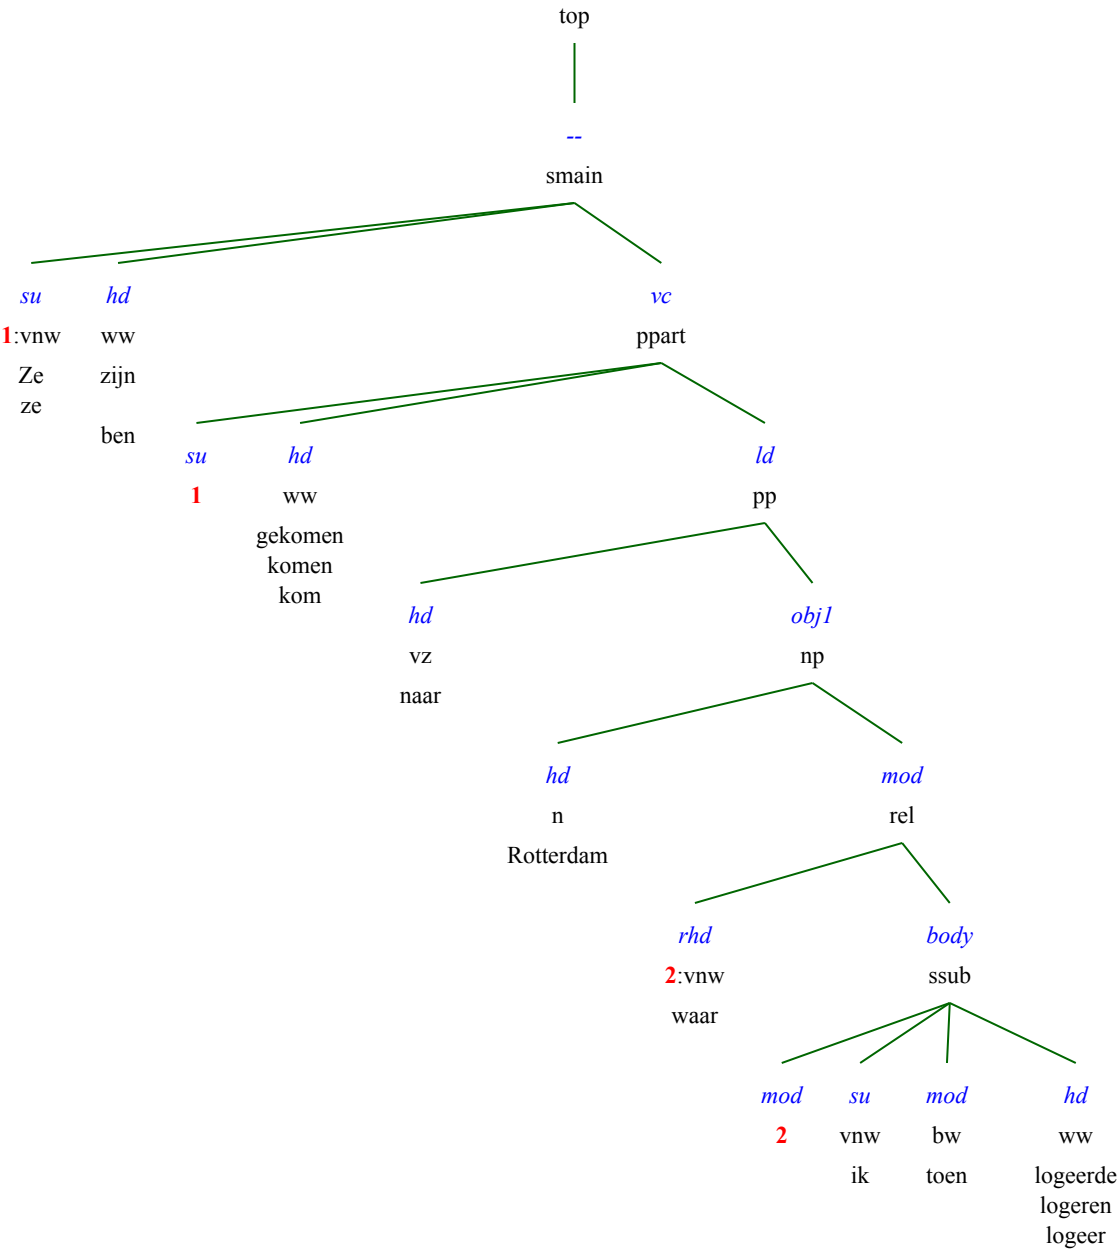 top
--
smain
su hd vc
1:vnw ww ppart
Ze zijn
ze
ben
su hd ld
1 ww pp
gekomen
komen
kom
hd obj1
vz np
naar
hd mod
n rel
Rotterdam
rhd body
2:vnw ssub
waar
mod su mod hd
2 vnw bw ww
ik toen logeerde
logeren
logeer